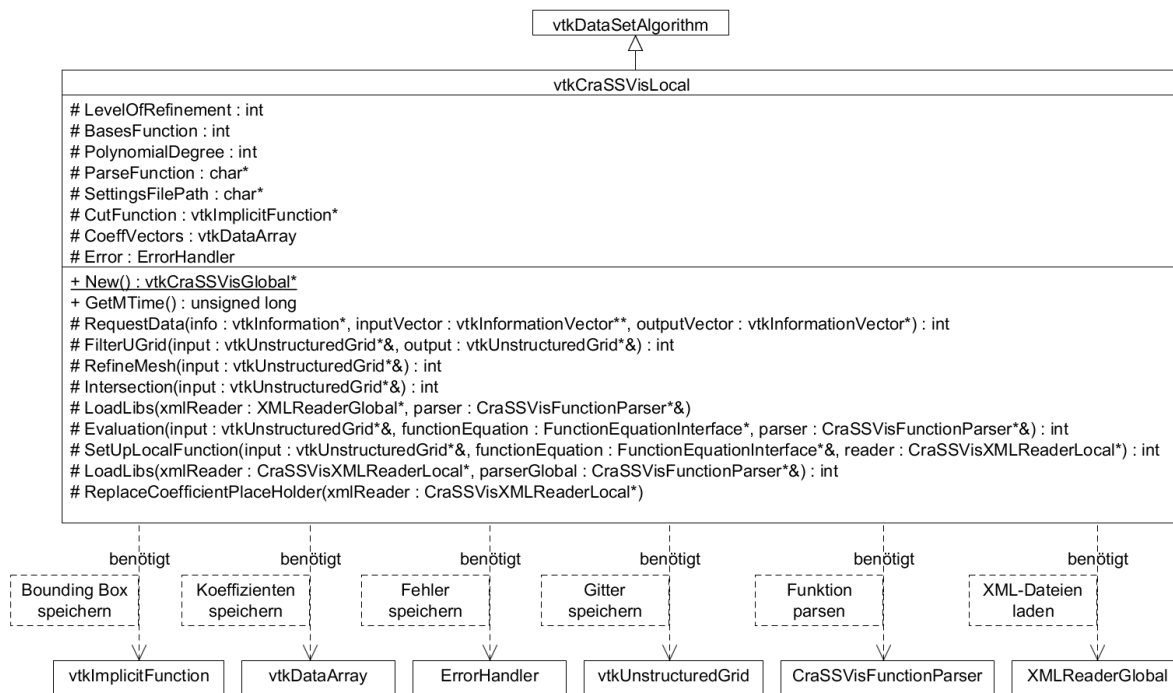 vtkDataSetAlgorithm
vtkCraSSVisLocal
# LevelOfRefinement : int
# BasesFunction : int
# PolynomialDegree : int
# ParseFunction : char*
# SettingsFilePath : char*
# CutFunction : vtkImplicitFunction*
# CoeffVectors : vtkDataArray
# Error : ErrorHandler
+ New() : vtkCraSSVisGlobal*
+ GetMTime() : unsigned long
# RequestData(info : vtkInformation*, inputVector : vtkInformationVector**, outputVector : vtkInformationVector*) : int
# FilterUGrid(input : vtkUnstructuredGrid*&, output : vtkUnstructuredGrid*&) : int
# RefineMesh(input : vtkUnstructuredGrid*&) : int
# Intersection(input : vtkUnstructuredGrid*&) : int
# LoadLibs(xmlReader : XMLReaderGlobal*, parser : CraSSVisFunctionParser*&)
# Evaluation(input : vtkUnstructuredGrid*&, functionEquation : FunctionEquationInterface*, parser : CraSSVisFunctionParser*&) : int
# SetUpLocalFunction(input : vtkUnstructuredGrid*&, functionEquation : FunctionEquationInterface*&, reader : CraSSVisXMLReaderLocal*) : int
# LoadLibs(xmlReader : CraSSVisXMLReaderLocal*, parserGlobal : CraSSVisFunctionParser*&) : int
# ReplaceCoefficientPlaceHolder(xmlReader : CraSSVisXMLReaderLocal*)
benötigt benötigt benötigt benötigt benötigt benötigt
Bounding Box Koeffizienten Fehler Gitter Funktion XML-Dateien
speichern speichern speichern speichern parsen laden
vtkImplicitFunction vtkDataArray ErrorHandler vtkUnstructuredGrid CraSSVisFunctionParser XMLReaderGlobal